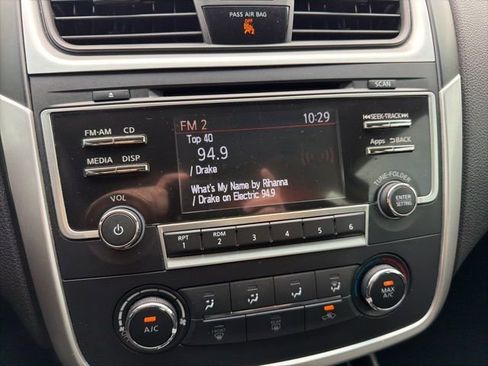 PASS AIR BAG
OFF
SCAN
FM·AM CD
MEDIA DISP
VOL
FM 2 10:29
Top 40
94.9
/ Drake
What's My Name by Rihanna
/ Drake on Electric 94.9
SEEK·TRACK
Apps BACK
TUNE·FOLDER
ENTER
SETTING
RPT
1
RDM
2
3
4
5
6
A/C
FRONT
MAX
A/C